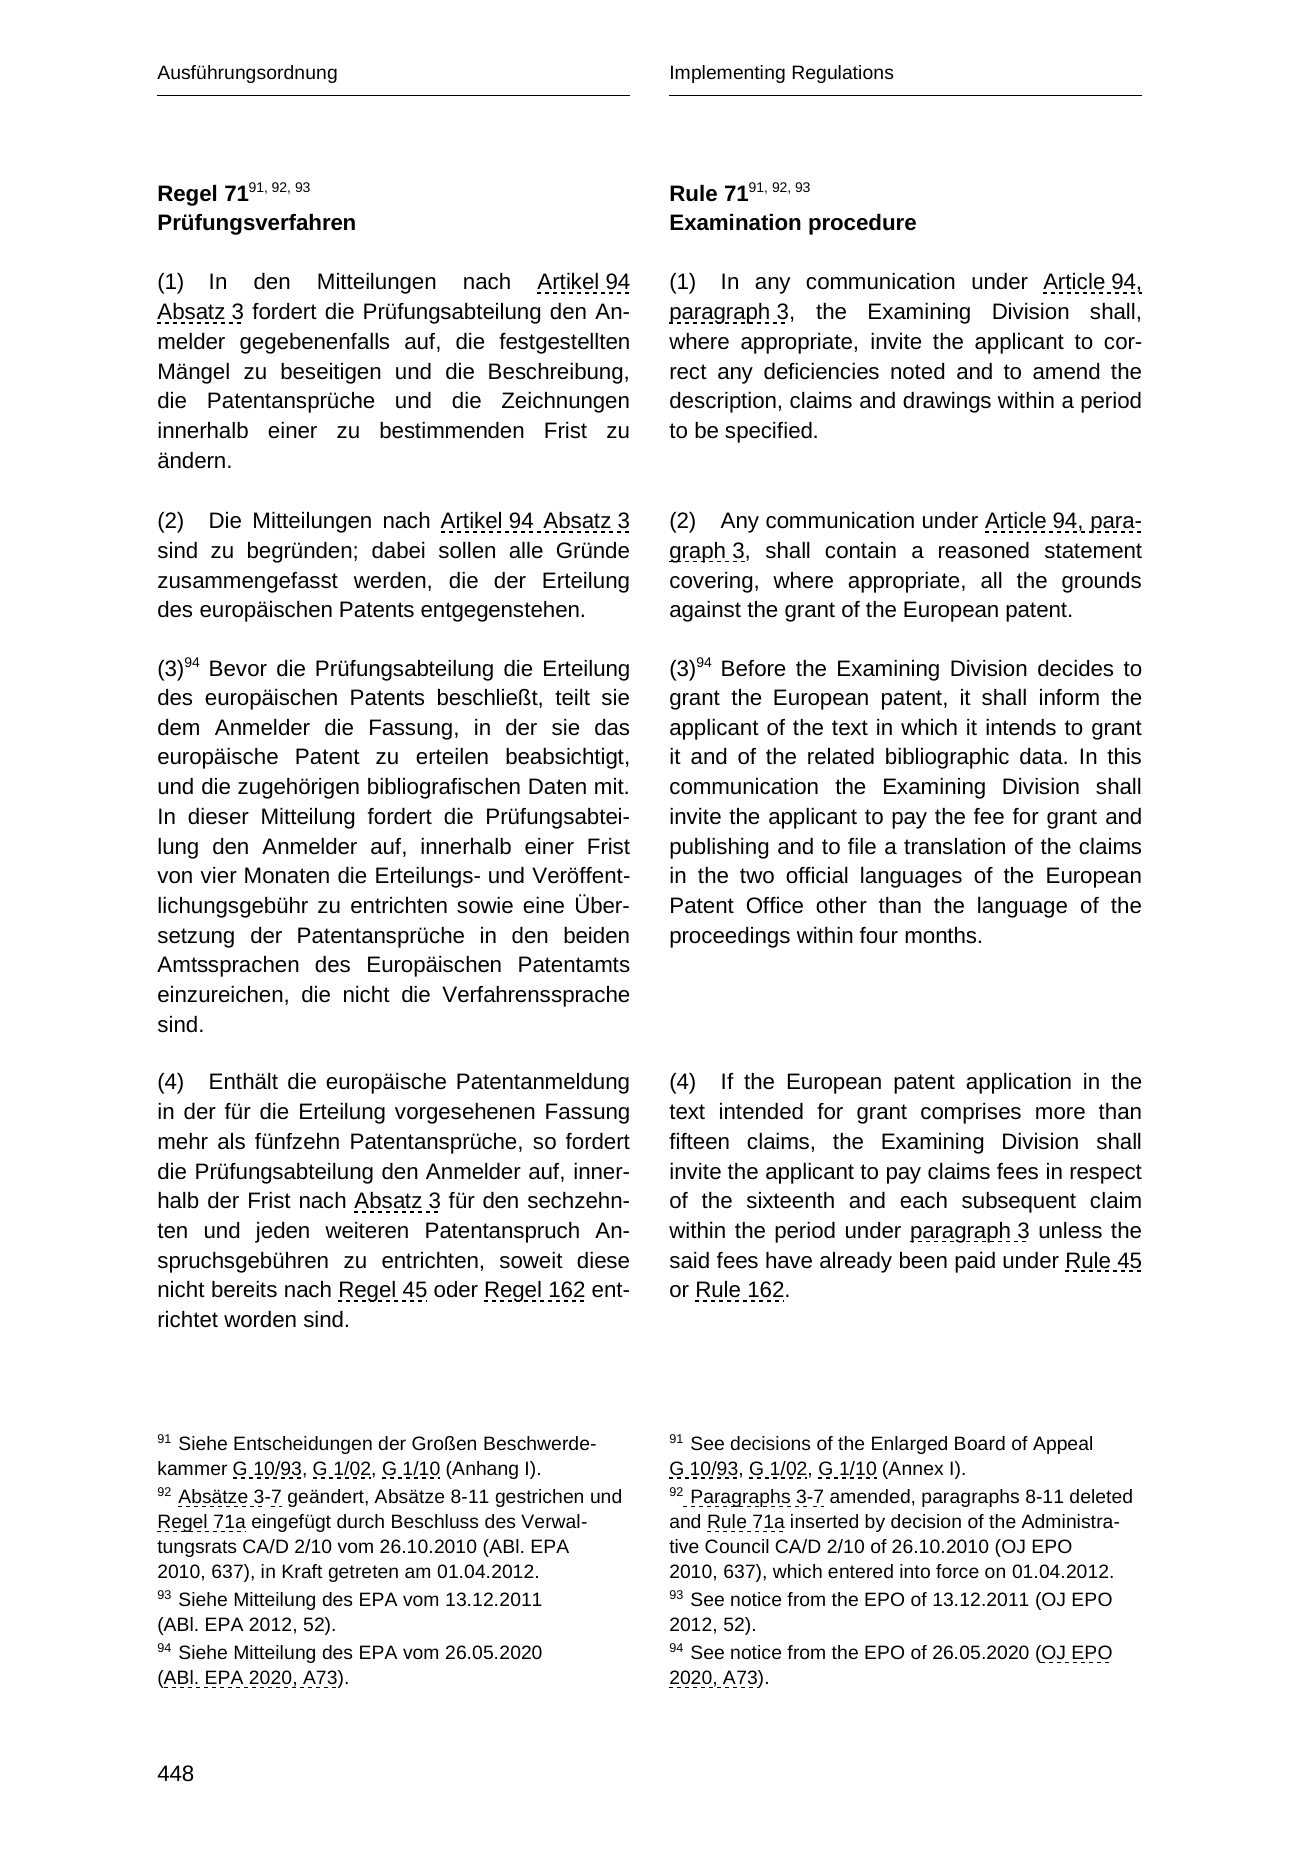 Ausführungsordnung
Regel 7191, 92, 93
Prüfungsverfahren
(1) In den Mitteilungen nach Artikel 94
Absatz 3 fordert die Prüfungsabteilung den An-
melder gegebenenfalls auf, die festgestellten
Mängel zu beseitigen und die Beschreibung,
die Patentansprüche und die Zeichnungen
innerhalb einer zu bestimmenden Frist zu
ändern.
(2) Die Mitteilungen nach Artikel 94 Absatz 3
sind zu begründen; dabei sollen alle Gründe
zusammengefasst werden, die der Erteilung
des europäischen Patents entgegenstehen.
(3)94 Bevor die Prüfungsabteilung die Erteilung
des europäischen Patents beschließt, teilt sie
dem Anmelder die Fassung, in der sie das
europäische Patent zu erteilen beabsichtigt,
und die zugehörigen bibliografischen Daten mit.
In dieser Mitteilung fordert die Prüfungsabtei-
lung den Anmelder auf, innerhalb einer Frist
von vier Monaten die Erteilungs- und Veröffent-
lichungsgebühr zu entrichten sowie eine Über-
setzung der Patentansprüche in den beiden
Amtssprachen des Europäischen Patentamts
einzureichen, die nicht die Verfahrenssprache
sind.
(4) Enthält die europäische Patentanmeldung
in der für die Erteilung vorgesehenen Fassung
mehr als fünfzehn Patentansprüche, so fordert
die Prüfungsabteilung den Anmelder auf, inner-
halb der Frist nach Absatz 3 für den sechzehn-
ten und jeden weiteren Patentanspruch An-
spruchsgebühren zu entrichten, soweit diese
nicht bereits nach Regel 45 oder Regel 162 ent-
richtet worden sind.
91 Siehe Entscheidungen der Großen Beschwerde-
kammer G 10/93, G 1/02, G 1/10 (Anhang I).
92 Absätze 3-7 geändert, Absätze 8-11 gestrichen und
Regel 71a eingefügt durch Beschluss des Verwal-
tungsrats CA/D 2/10 vom 26.10.2010 (ABl. EPA
2010, 637), in Kraft getreten am 01.04.2012.
93 Siehe Mitteilung des EPA vom 13.12.2011
(ABl. EPA 2012, 52).
94 Siehe Mitteilung des EPA vom 26.05.2020
(ABl. EPA 2020, A73).
Implementing Regulations
Rule 7191, 92, 93
Examination procedure
(1) In any communication under Article 94,
paragraph 3, the Examining Division shall,
where appropriate, invite the applicant to cor-
rect any deficiencies noted and to amend the
description, claims and drawings within a period
to be specified.
(2) Any communication under Article 94, para-
graph 3, shall contain a reasoned statement
covering, where appropriate, all the grounds
against the grant of the European patent.
(3)94 Before the Examining Division decides to
grant the European patent, it shall inform the
applicant of the text in which it intends to grant
it and of the related bibliographic data. In this
communication the Examining Division shall
invite the applicant to pay the fee for grant and
publishing and to file a translation of the claims
in the two official languages of the European
Patent Office other than the language of the
proceedings within four months.
(4) If the European patent application in the
text intended for grant comprises more than
fifteen claims, the Examining Division shall
invite the applicant to pay claims fees in respect
of the sixteenth and each subsequent claim
within the period under paragraph 3 unless the
said fees have already been paid under Rule 45
or Rule 162.
91 See decisions of the Enlarged Board of Appeal
G 10/93, G 1/02, G 1/10 (Annex I).
92 Paragraphs 3-7 amended, paragraphs 8-11 deleted
and Rule 71a inserted by decision of the Administra-
tive Council CA/D 2/10 of 26.10.2010 (OJ EPO
2010, 637), which entered into force on 01.04.2012.
93 See notice from the EPO of 13.12.2011 (OJ EPO
2012, 52).
94 See notice from the EPO of 26.05.2020 (OJ EPO
2020, A73).
448